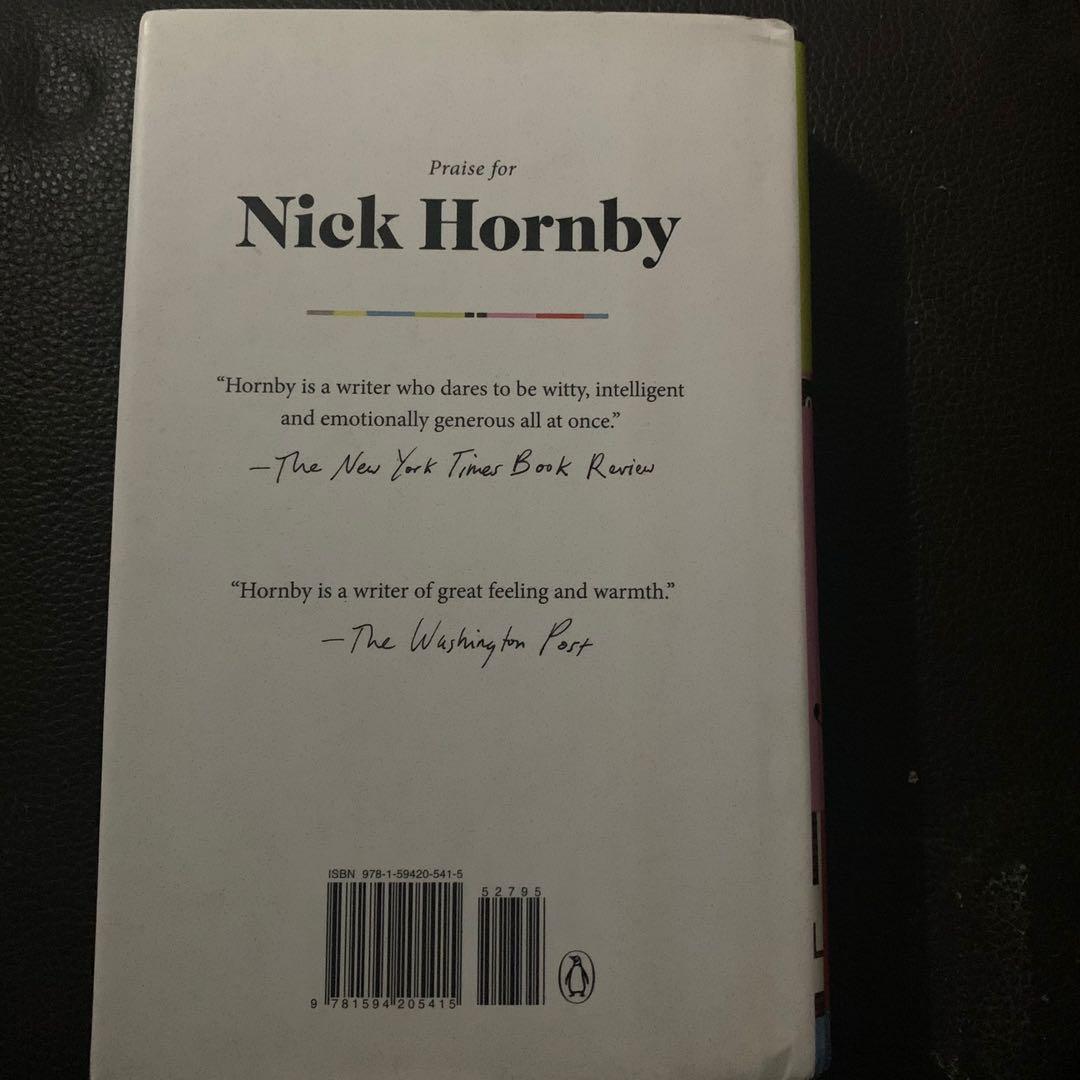 Praise for
Nick Hornby
“Hornby is a writer who dares to be witty, intelligent
and emotionally generous all at once.”
—The New York Times Book Review
“Hornby is a writer of great feeling and warmth.”
—The Washington Post
ISBN 978-1-59420-541-5
52795
9 781594 205415